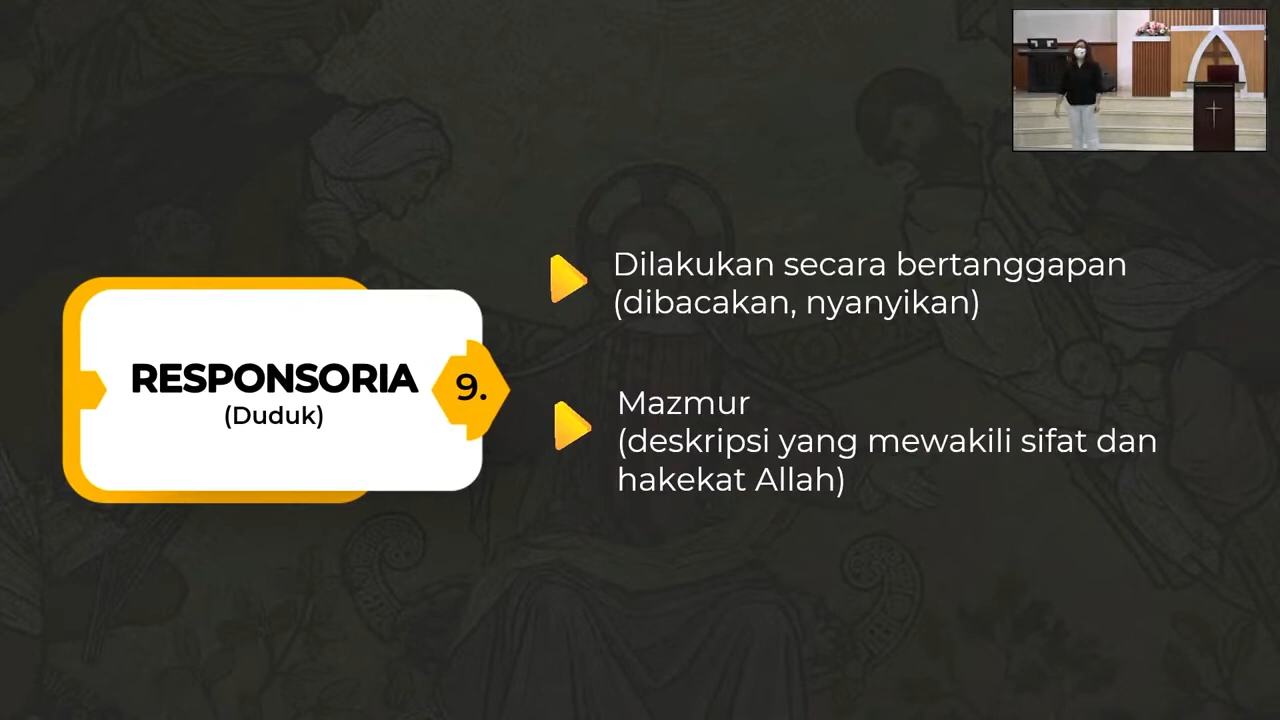 RESPONSORIA
(Duduk)
9.
Dilakukan secara bertanggapan
(dibacakan, nyanyikan)
Mazmur
(deskripsi yang mewakili sifat dan
hakekat Allah)